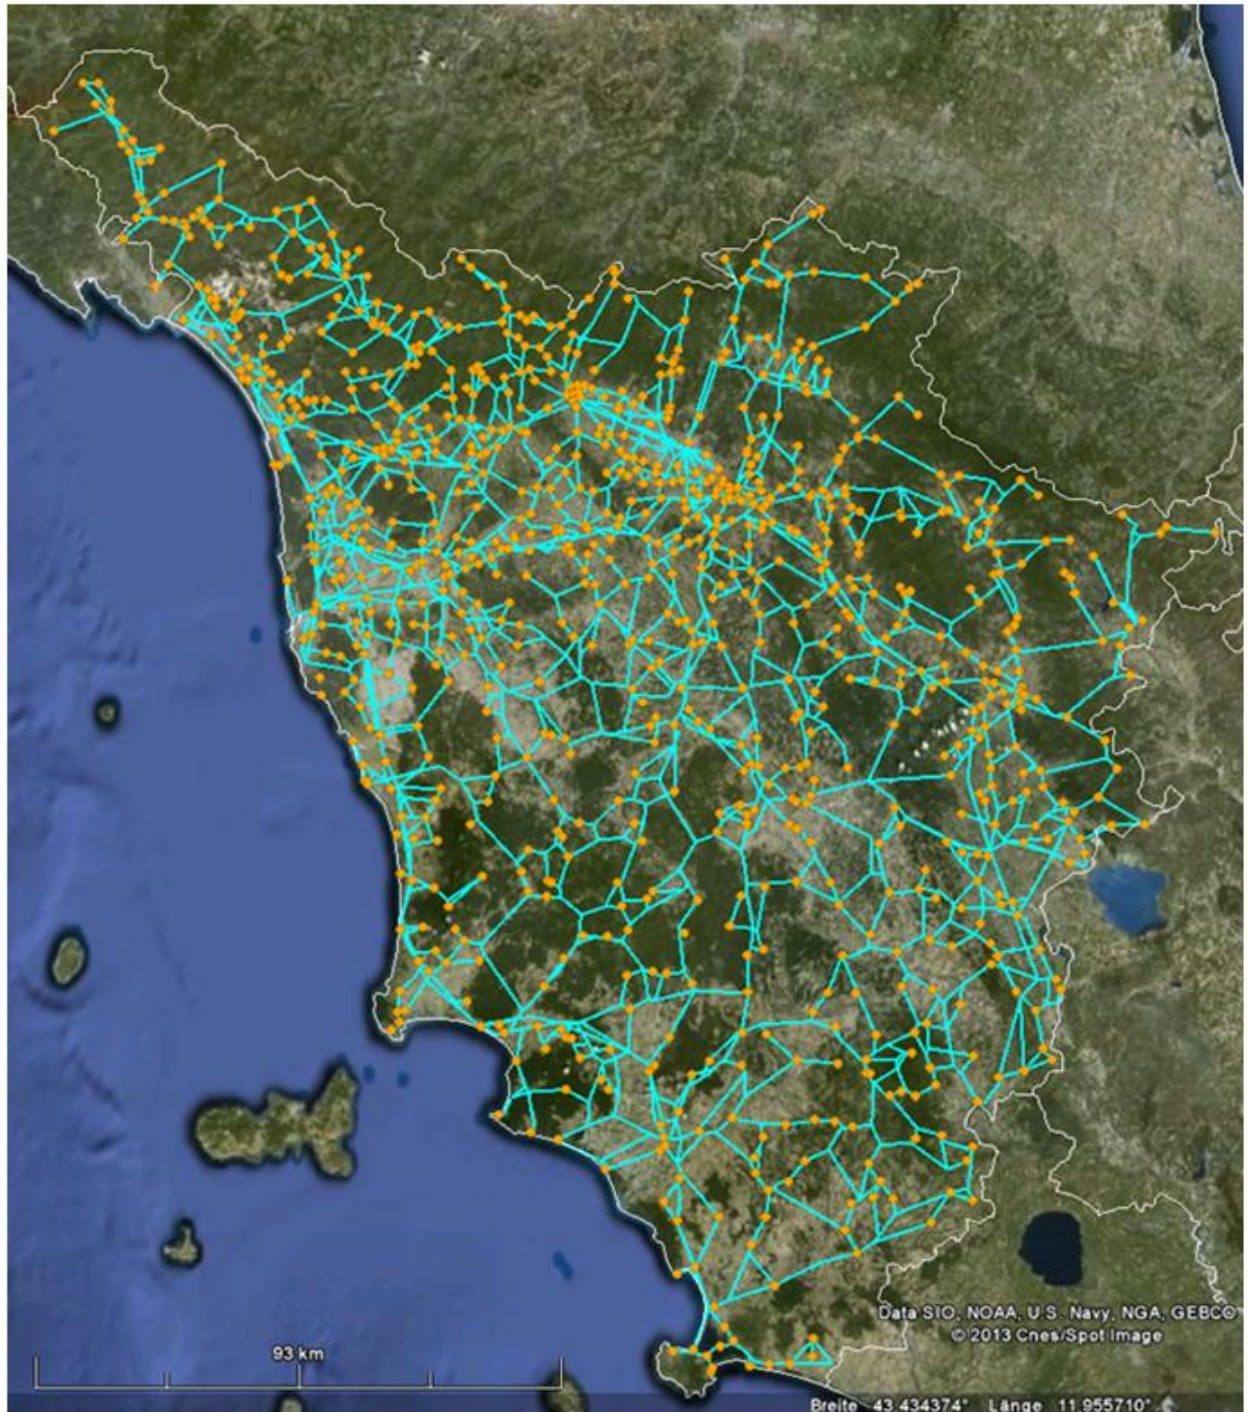 Data SIO, NOAA, U.S. Navy, NGA, GEBCO
© 2013 Cnes/Spot Image
93 km
Breite 43.434374° Länge 11.955710°